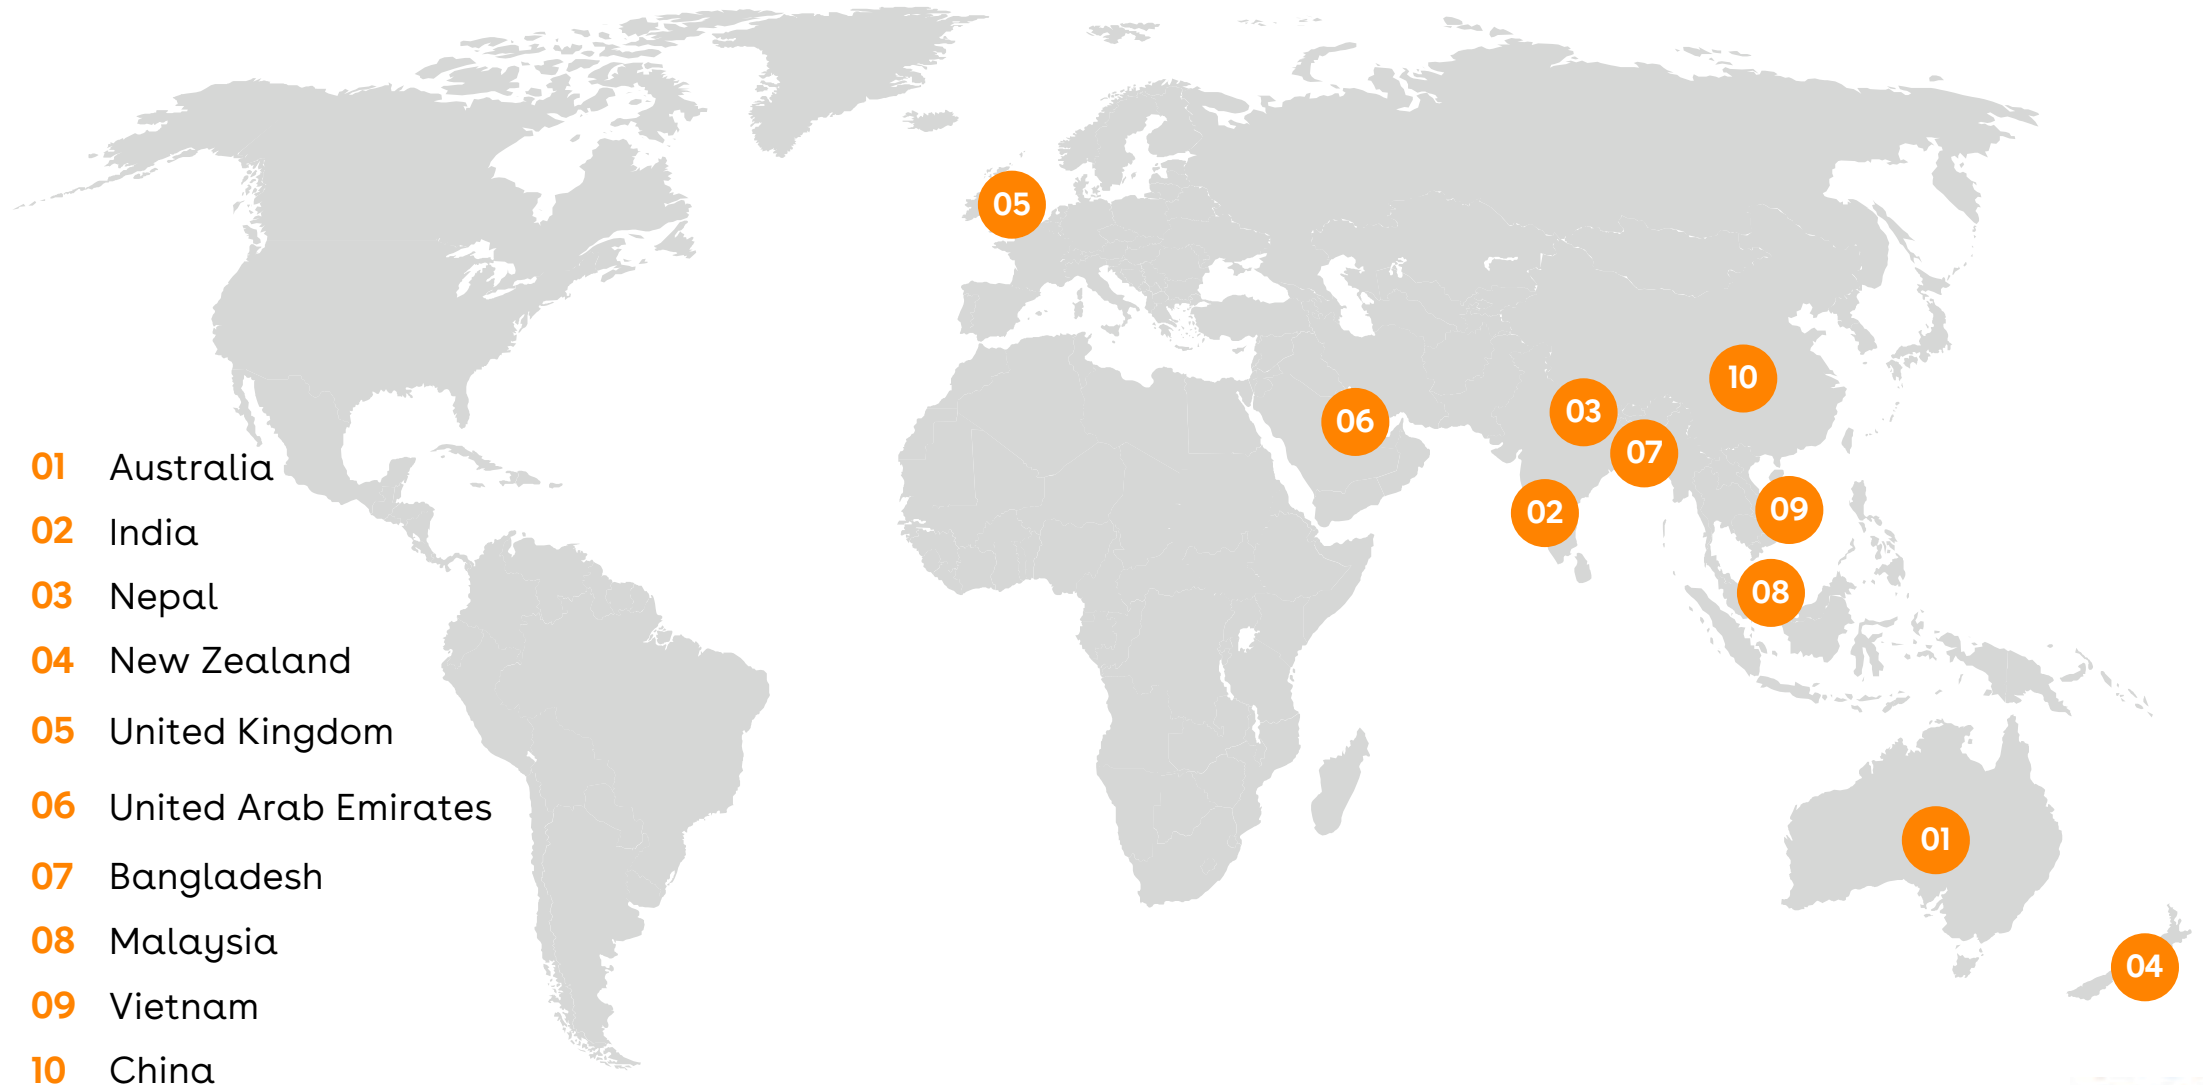 05
10
03
06
07
01 Australia
09
02
02 India
08
03 Nepal
04 New Zealand
05 United Kingdom
06 United Arab Emirates
01
07 Bangladesh
08 Malaysia
04
09 Vietnam
10 China